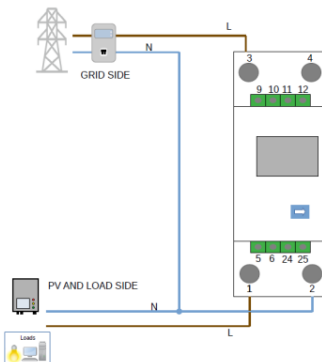 L
N
GRID SIDE
3 4
9 10 11 12
5 6 24 25
1 2
PV AND LOAD SIDE
N
L
Loads